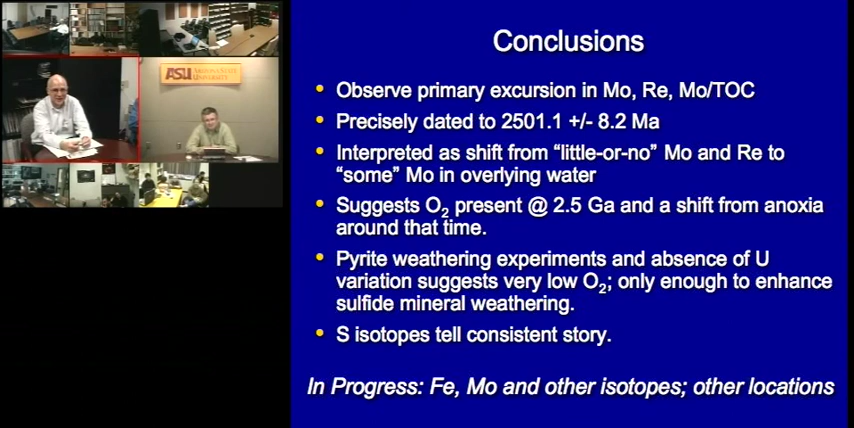 ASU ARIZONA STATE
UNIVERSITY
Conclusions
• Observe primary excursion in Mo, Re, Mo/TOC
• Precisely dated to 2501.1 +/- 8.2 Ma
• Interpreted as shift from “little-or-no” Mo and Re to
“some” Mo in overlying water
• Suggests O2 present @ 2.5 Ga and a shift from anoxia
around that time.
• Pyrite weathering experiments and absence of U
variation suggests very low O2; only enough to enhance
sulfide mineral weathering.
• S isotopes tell consistent story.
In Progress: Fe, Mo and other isotopes; other locations